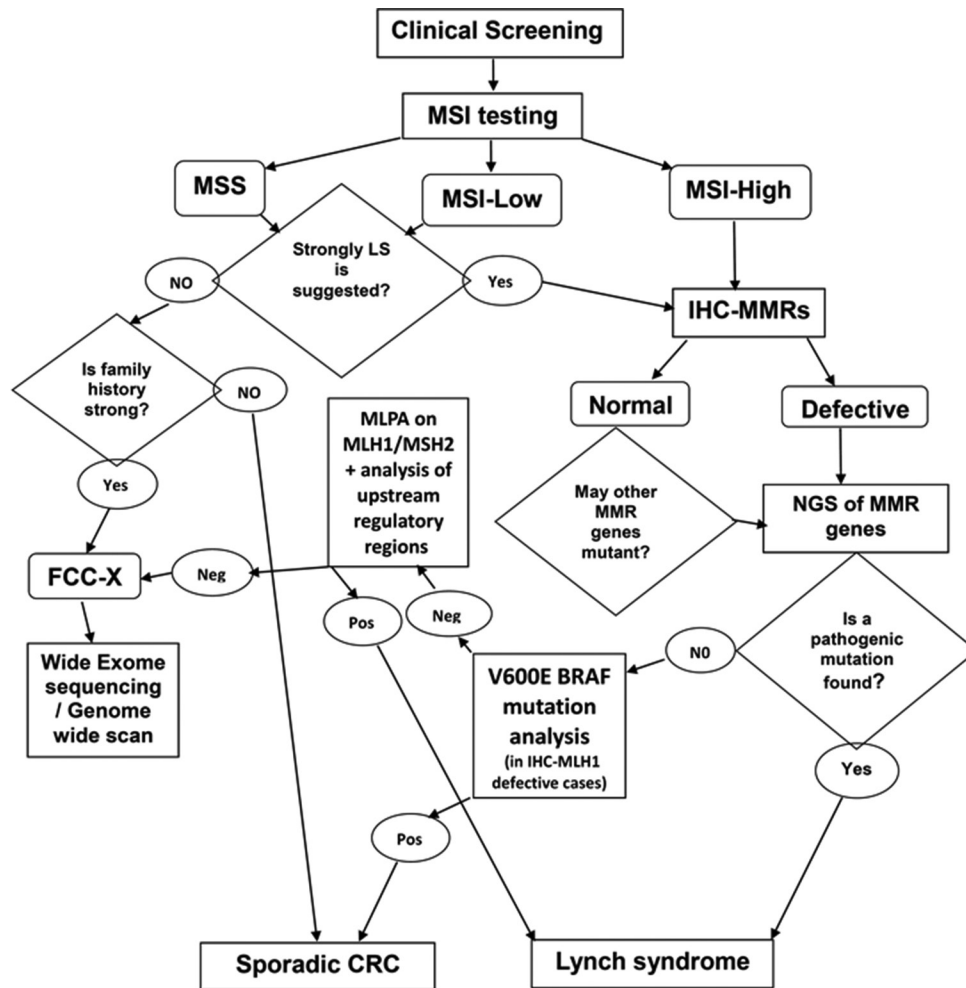 Clinical Screening
MSI testing
MSS
MSI-Low
MSI-High
Strongly LS
is
suggested?
NO
Yes
IHC-MMRs
Is family
history
strong?
NO
Normal
Defective
MLPA on
MLH1/MSH2
+ analysis of
upstream
regulatory
regions
Yes
May other
MMR
genes
mutant?
NGS of MMR
genes
FCC-X
Neg
Pos
Neg
Is a
pathogenic
mutation
found?
N0
Wide Exome
sequencing
/ Genome
wide scan
V600E BRAF
mutation
analysis
(in IHC-MLH1
defective cases)
Yes
Pos
Sporadic CRC
Lynch syndrome